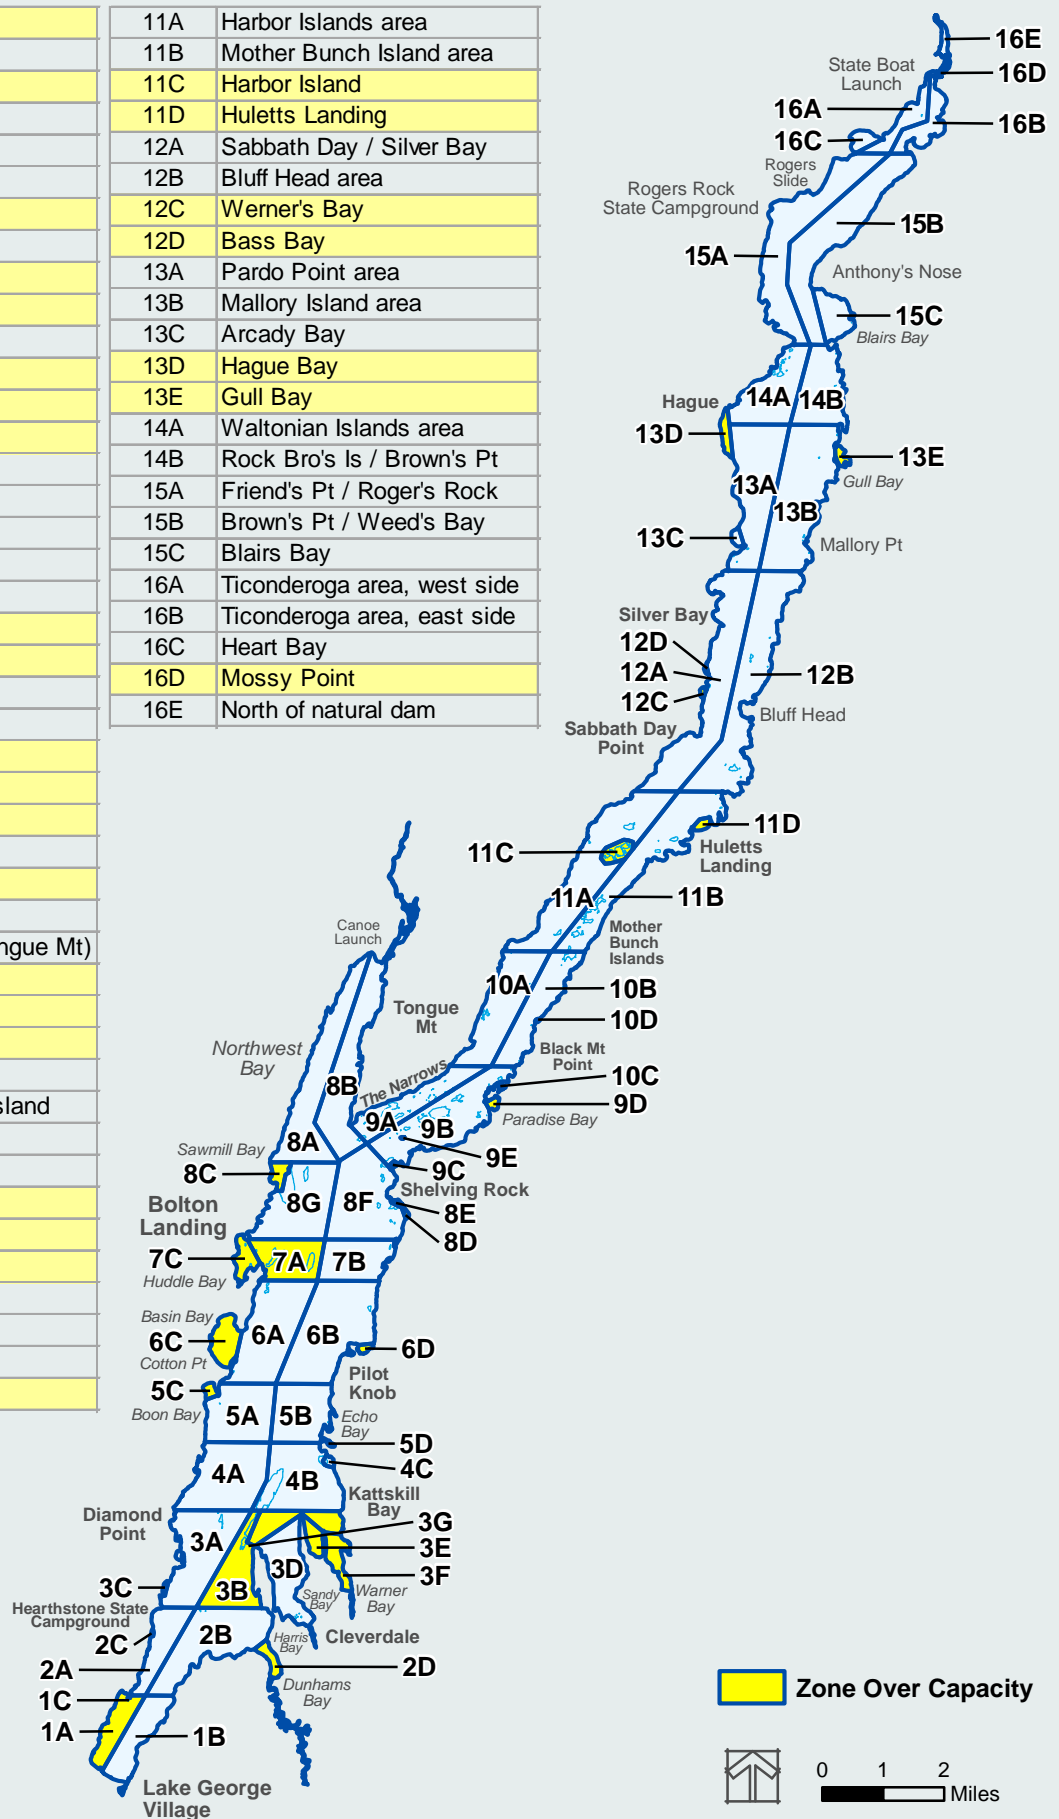 11A Harbor Islands area
11B Mother Bunch Island area
11C Harbor Island
11D Huletts Landing
12A Sabbath Day / Silver Bay
12B Bluff Head area
12C Werner's Bay
12D Bass Bay
13A Pardo Point area
13B Mallory Island area
13C Arcady Bay
13D Hague Bay
13E Gull Bay
14A Waltonian Islands area
14B Rock Bro's Is / Brown's Pt
15A Friend's Pt / Roger's Rock
15B Brown's Pt / Weed's Bay
15C Blairs Bay
16A Ticonderoga area, west side
16B Ticonderoga area, east side
16C Heart Bay
16D Mossy Point
16E North of natural dam
ngue Mt)
sland
16E
State Boat
Launch
16D
16A
16B
16C
Rogers
Slide
Rogers Rock
State Campground
15B
15A
Anthony's Nose
15C
Blairs Bay
14A
14B
Hague
13D
13E
Gull Bay
13A
13B
13C
Mallory Pt
Silver Bay
12D
12A
12B
12C
Bluff Head
Sabbath Day
Point
11D
Huletts
Landing
11C
11A
11B
Mother
Bunch
Islands
Canoe
Launch
10A
10B
10D
Tongue
Mt
Black Mt
Point
Northwest
Bay
The Narrows
10C
9D
Paradise Bay
8B
9A
9B
9E
8A
Sawmill Bay
9C
8C
Shelving Rock
8G
8F
8E
8D
Bolton
Landing
7C
7A
7B
Huddle Bay
Basin Bay
6C
6A
6B
6D
Cotton Pt
Pilot
Knob
5C
Boon Bay
5A
5B
Echo
Bay
5D
4C
4A
4B
Kattskill
Bay
Diamond
Point
3G
3A
3E
3D
3F
3C
3B
Sandy
Bay
Warner
Bay
Hearthstone State
Campground
2C
2B
Harris
Bay
Cleverdale
2A
2D
Dunhams
Bay
1C
1A
1B
Zone Over Capacity
Lake George
Village
0 1 2
Miles